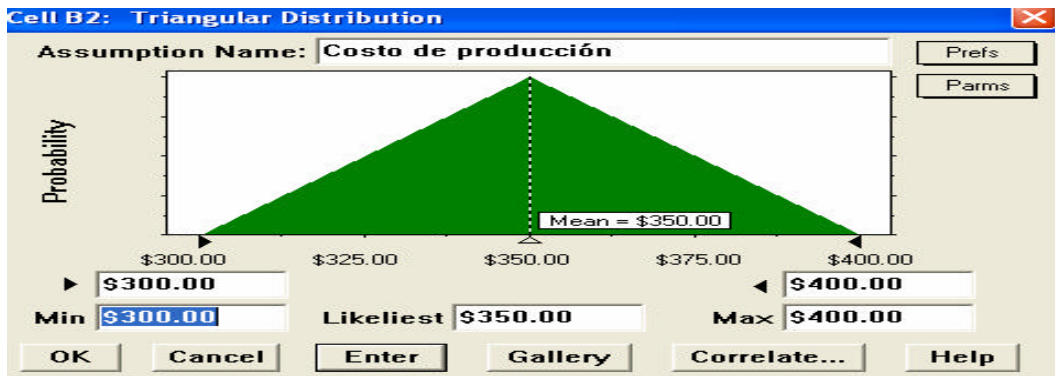 Cell B2: Triangular Distribution
Assumption Name: Costo de producción
Prefs
Parms
Probability
Mean = $350.00
$300.00 $325.00 $350.00 $375.00 $400.00
$300.00 $400.00
Min $300.00 Likeliest $350.00 Max $400.00
OK Cancel Enter Gallery Correlate... Help